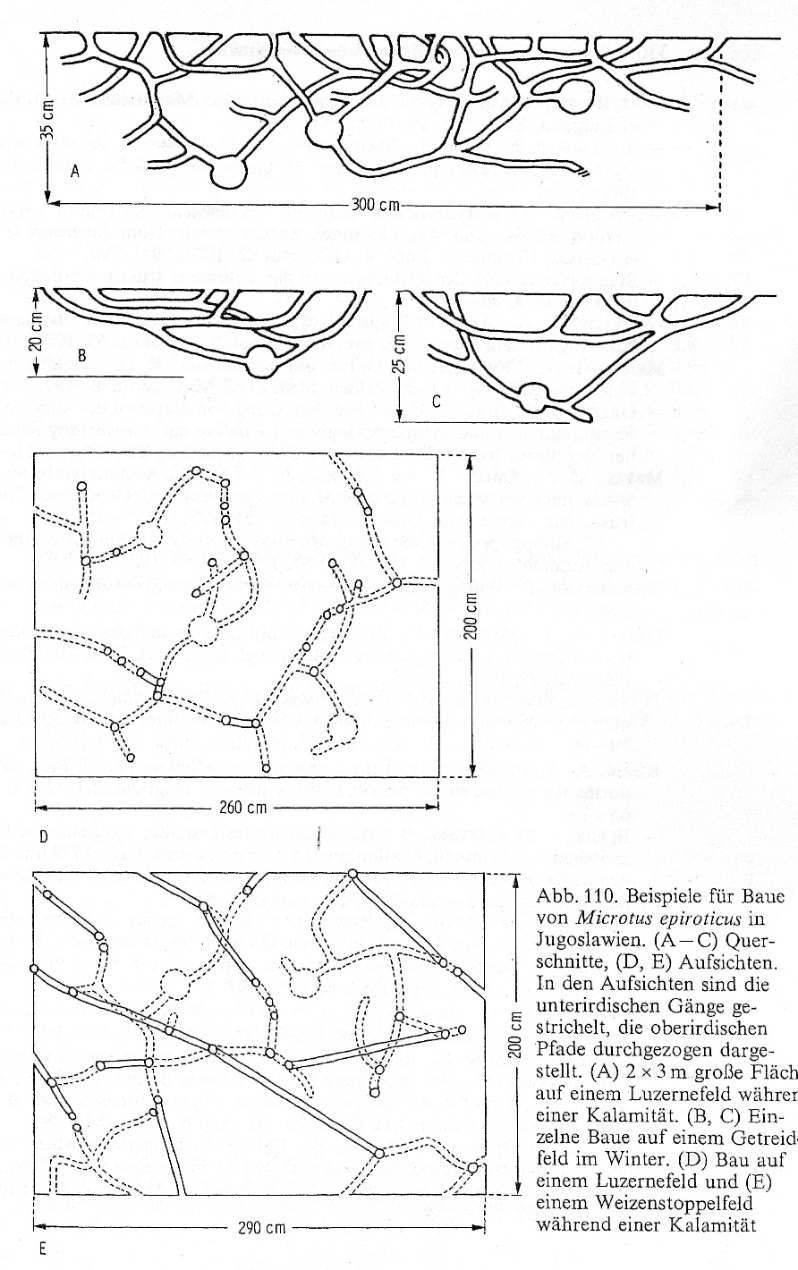 35 cm
A
300 cm
20 cm
B
25 cm
C
200 cm
260 cm
D
200 cm
290 cm
E
Abb. 110. Beispiele für Baue
von Microtus epiroticus in
Jugoslawien. (A–C) Quer-
schnitte, (D, E) Aufsichten.
In den Aufsichten sind die
unterirdischen Gänge ge-
strichelt, die oberirdischen
Pfade durchgezogen darge-
stellt. (A) 2 × 3 m große Fläch
auf einem Luzernefeld währen
einer Kalamität. (B, C) Ein-
zelne Baue auf einem Getreid
feld im Winter. (D) Bau auf
einem Luzernefeld und (E)
einem Weizenstoppelfeld
während einer Kalamität